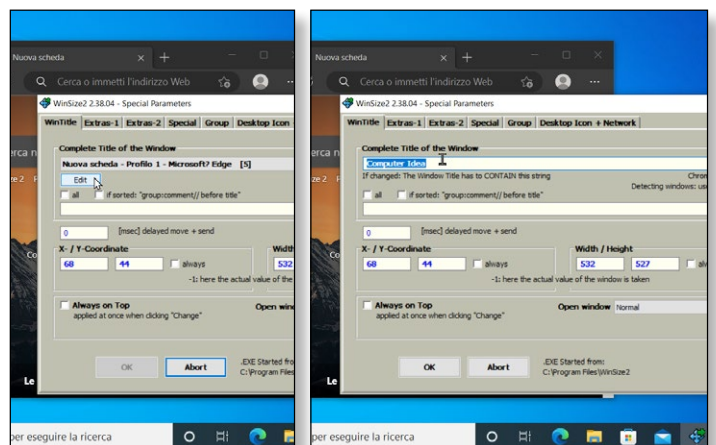 Nuova scheda
Cerca o immetti l'indirizzo Web
WinSize2 2.38.04 - Special Parameters
WinTitle Extras-1 Extras-2 Special Group Desktop Icon
Complete Title of the Window
Nuova scheda - Profilo 1 - Microsoft? Edge [5]
Edit
all if sorted: "group:comment// before title"
0 [msec] delayed move + send
X- / Y-Coordinate Width
68 44 always 532
-1: here the actual value of the
Always on Top Open win
applied at once when clicking "Change"
OK Abort .EXE Started fro
C:\Program Files
Le
per eseguire la ricerca
Nuova scheda
Cerca o immetti l'indirizzo Web
WinSize2 2.38.04 - Special Parameters
WinTitle Extras-1 Extras-2 Special Group Desktop Icon + Network
Complete Title of the Window
Computer Idea
If changed: The Window Title has to CONTAIN this string Chron
Detecting windows: use
all if sorted: "group:comment// before title"
0 [msec] delayed move + send
X- / Y-Coordinate Width / Height
68 44 always 532 527 al
-1: here the actual value of the window is taken
Always on Top Open window Normal
applied at once when clicking "Change"
OK Abort .EXE Started from:
C:\Program Files\WinSize2
Le
per eseguire la ricerca